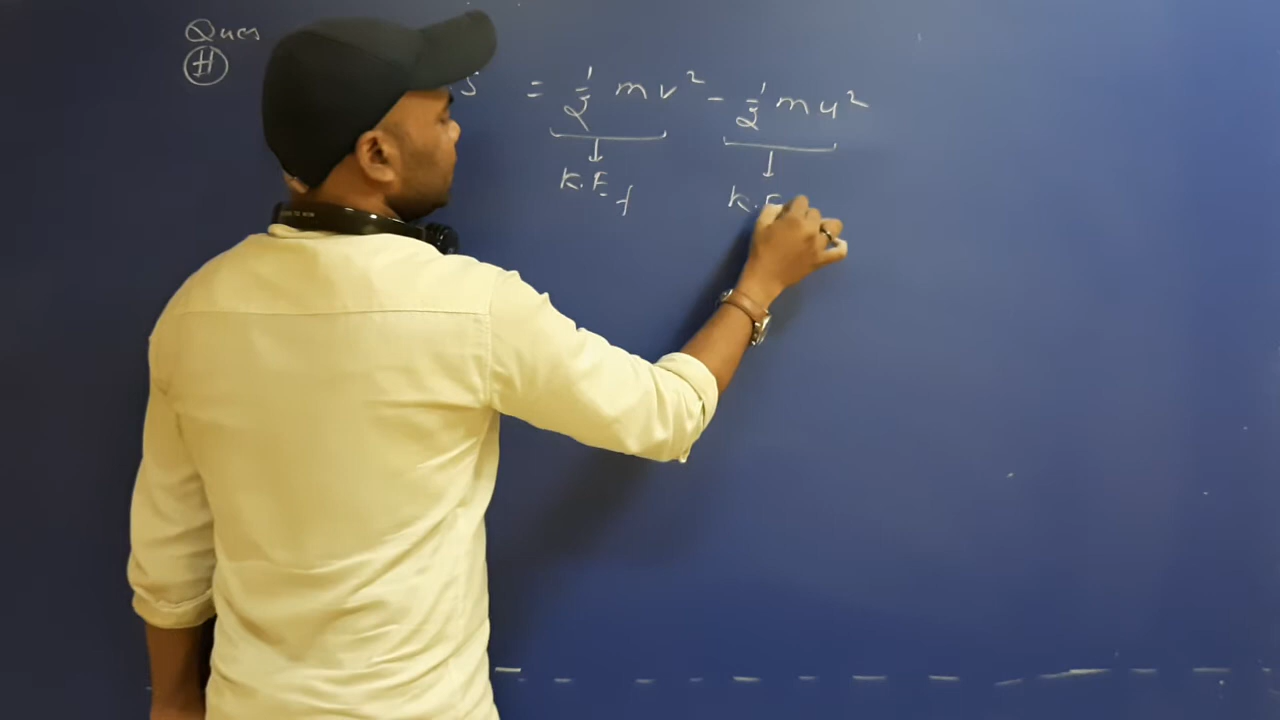 Ques
H
.s = 1/2 mv² - 1/2 mu²
↓ ↓
K.E f K.E